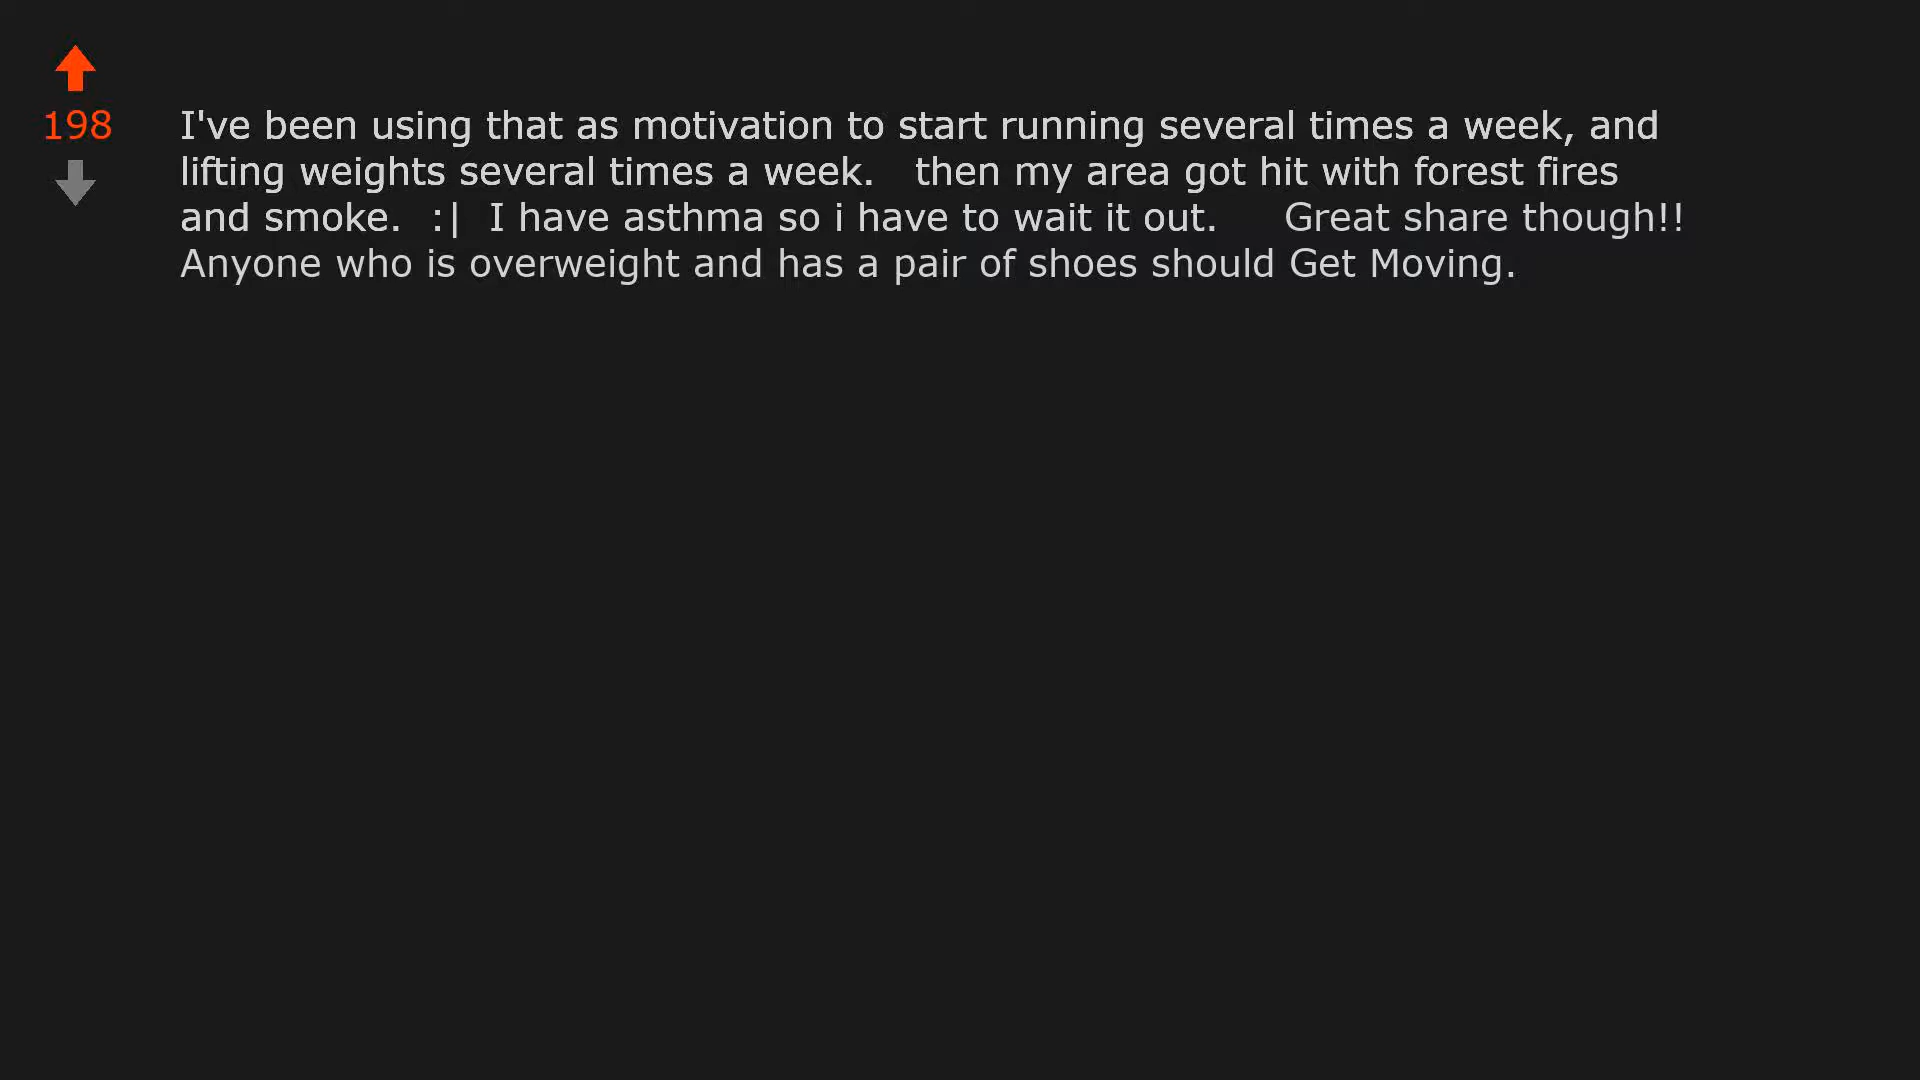 198
I've been using that as motivation to start running several times a week, and
lifting weights several times a week.   then my area got hit with forest fires
and smoke.  :|  I have asthma so i have to wait it out.     Great share though!!
Anyone who is overweight and has a pair of shoes should Get Moving.